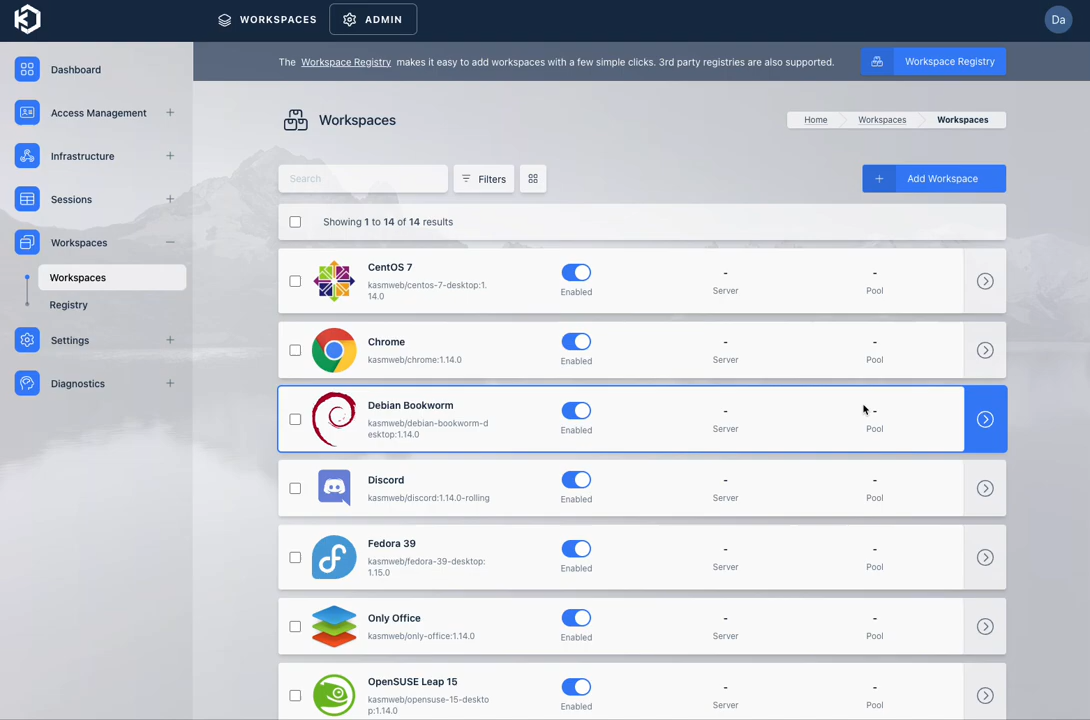 WORKSPACES
ADMIN
Da
Dashboard
Access Management
Infrastructure
Sessions
Workspaces
Workspaces
Registry
Settings
Diagnostics
The Workspace Registry makes it easy to add workspaces with a few simple clicks. 3rd party registries are also supported.
Workspace Registry
Workspaces
Home
Workspaces
Workspaces
Search
Filters
Add Workspace
Showing 1 to 14 of 14 results
CentOS 7
kasmweb/centos-7-desktop:1.
14.0
Enabled
-
Server
-
Pool
Chrome
kasmweb/chrome:1.14.0
Enabled
-
Server
-
Pool
Debian Bookworm
kasmweb/debian-bookworm-d
esktop:1.14.0
Enabled
-
Server
-
Pool
Discord
kasmweb/discord:1.14.0-rolling
Enabled
-
Server
-
Pool
Fedora 39
kasmweb/fedora-39-desktop:
1.15.0
Enabled
-
Server
-
Pool
Only Office
kasmweb/only-office:1.14.0
Enabled
-
Server
-
Pool
OpenSUSE Leap 15
kasmweb/opensuse-15-deskto
p:1.14.0
Enabled
-
Server
-
Pool